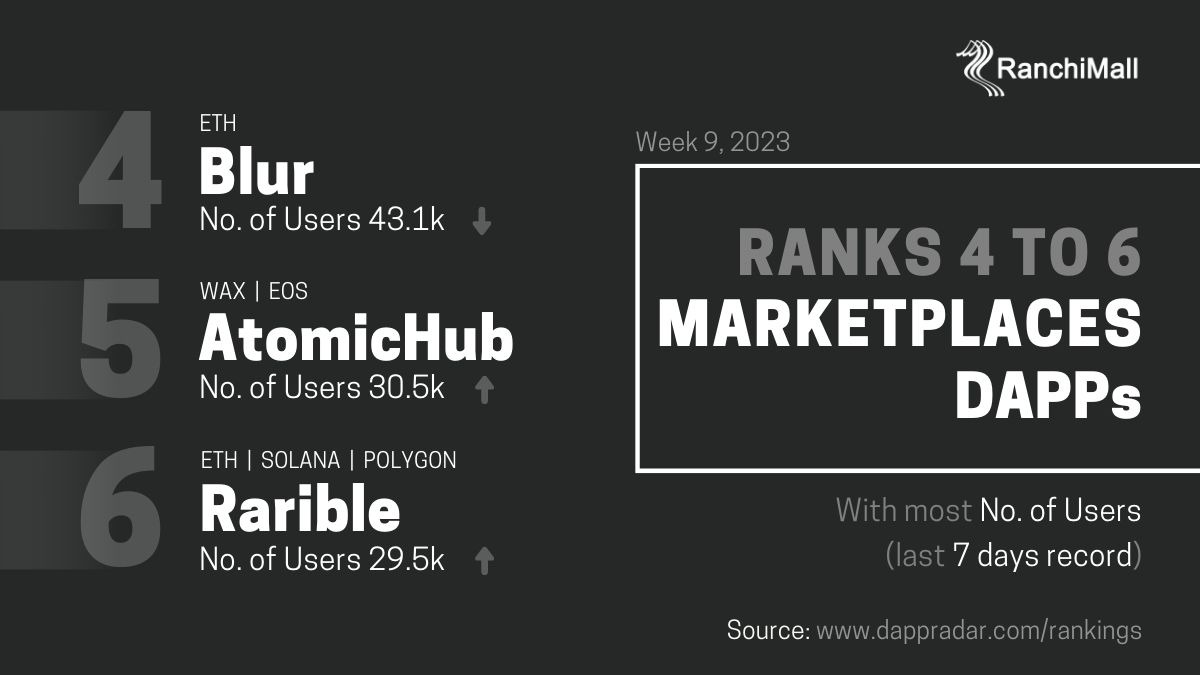 RanchiMall
4
ETH
Blur
No. of Users 43.1k
5
WAX | EOS
AtomicHub
No. of Users 30.5k
6
ETH | SOLANA | POLYGON
Rarible
No. of Users 29.5k
Week 9, 2023
RANKS 4 TO 6
MARKETPLACES
DAPPs
With most No. of Users
(last 7 days record)
Source: www.dappradar.com/rankings